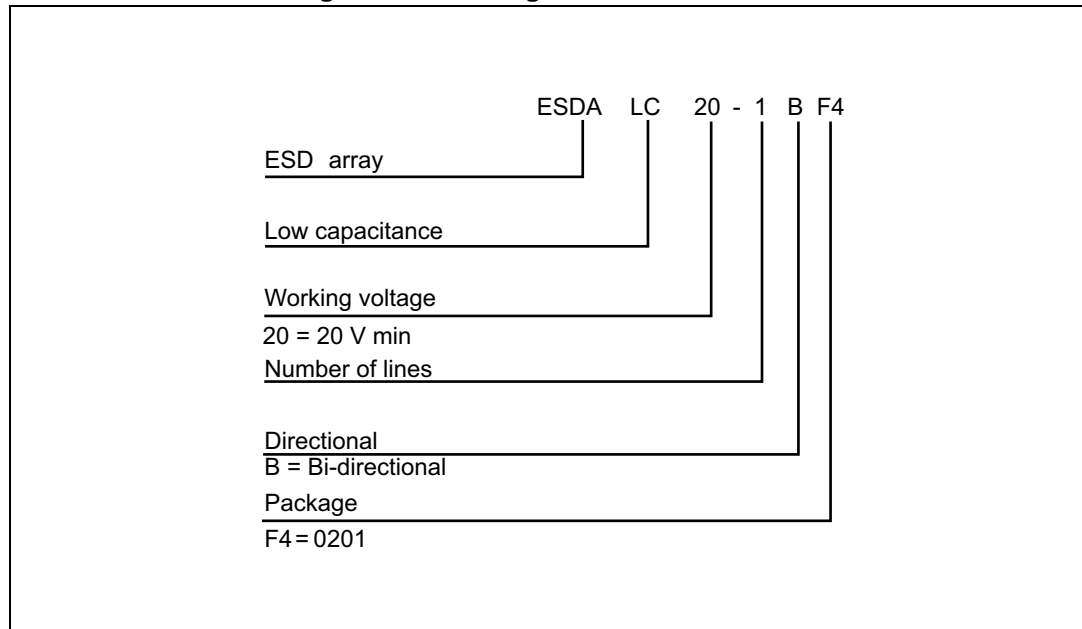 ESDA LC 20 - 1 B F4
ESD array
Low capacitance
Working voltage
20 = 20 V min
Number of lines
Directional
B = Bi-directional
Package
F4 = 0201